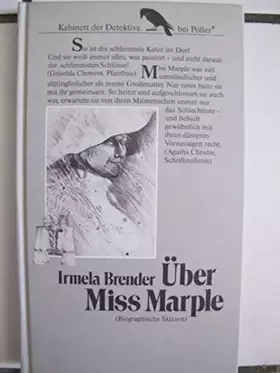 Kabinett der Detektive bei Poller
Sie ist die schlimmste Katze im Dorf.
Und sie weiß immer alles, was passiert – und zieht daraus
die schlimmsten Schlüsse!
(Griselda Clement, Pfarrfrau) Miss Marple war viel
umständlicher und
altjüngferlicher als meine Großmutter. Nur eines hatte sie
mit ihr gemeinsam: So heiter und aufgeschlossen sie auch
war, erwartete sie von ihren Mitmenschen immer nur
das Schlechteste –
und behielt
gewöhnlich mit
ihren düsteren
Voraussagen recht.
(Agatha Christie,
Schriftstellerin)
Irmela Brender Über
Miss Marple
(Biographische Skizzen)